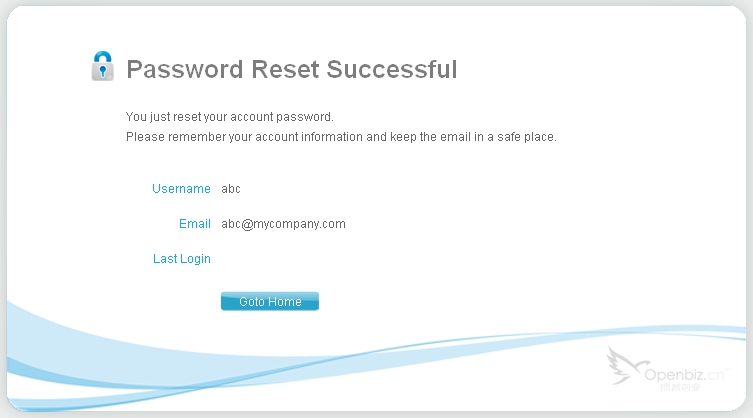 Password Reset Successful
You just reset your account password.
Please remember your account information and keep the email in a safe place.
Username abc
Email abc@mycompany.com
Last Login
Goto Home
Openbiz.cn